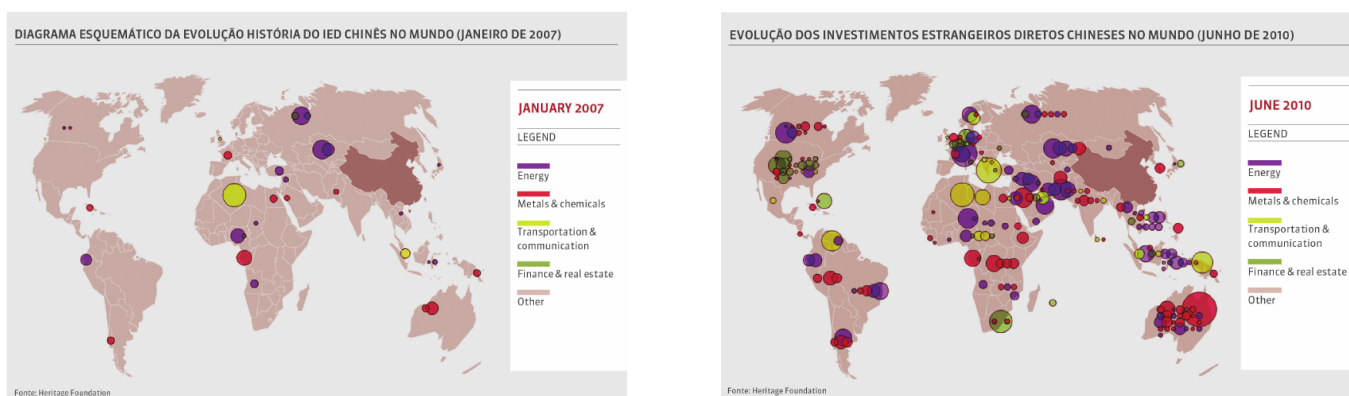 DIAGRAMA ESQUEMÁTICO DA EVOLUÇÃO HISTÓRIA DO IED CHINÊS NO MUNDO (JANEIRO DE 2007)
JANUARY 2007
LEGEND
Energy
Metals & chemicals
Transportation &
communication
Finance & real estate
Other
Fonte: Heritage Foundation
EVOLUÇÃO DOS INVESTIMENTOS ESTRANGEIROS DIRETOS CHINESES NO MUNDO (JUNHO DE 2010)
JUNE 2010
LEGEND
Energy
Metals & chemicals
Transportation &
communication
Finance & real estate
Other
Fonte: Heritage Foundation